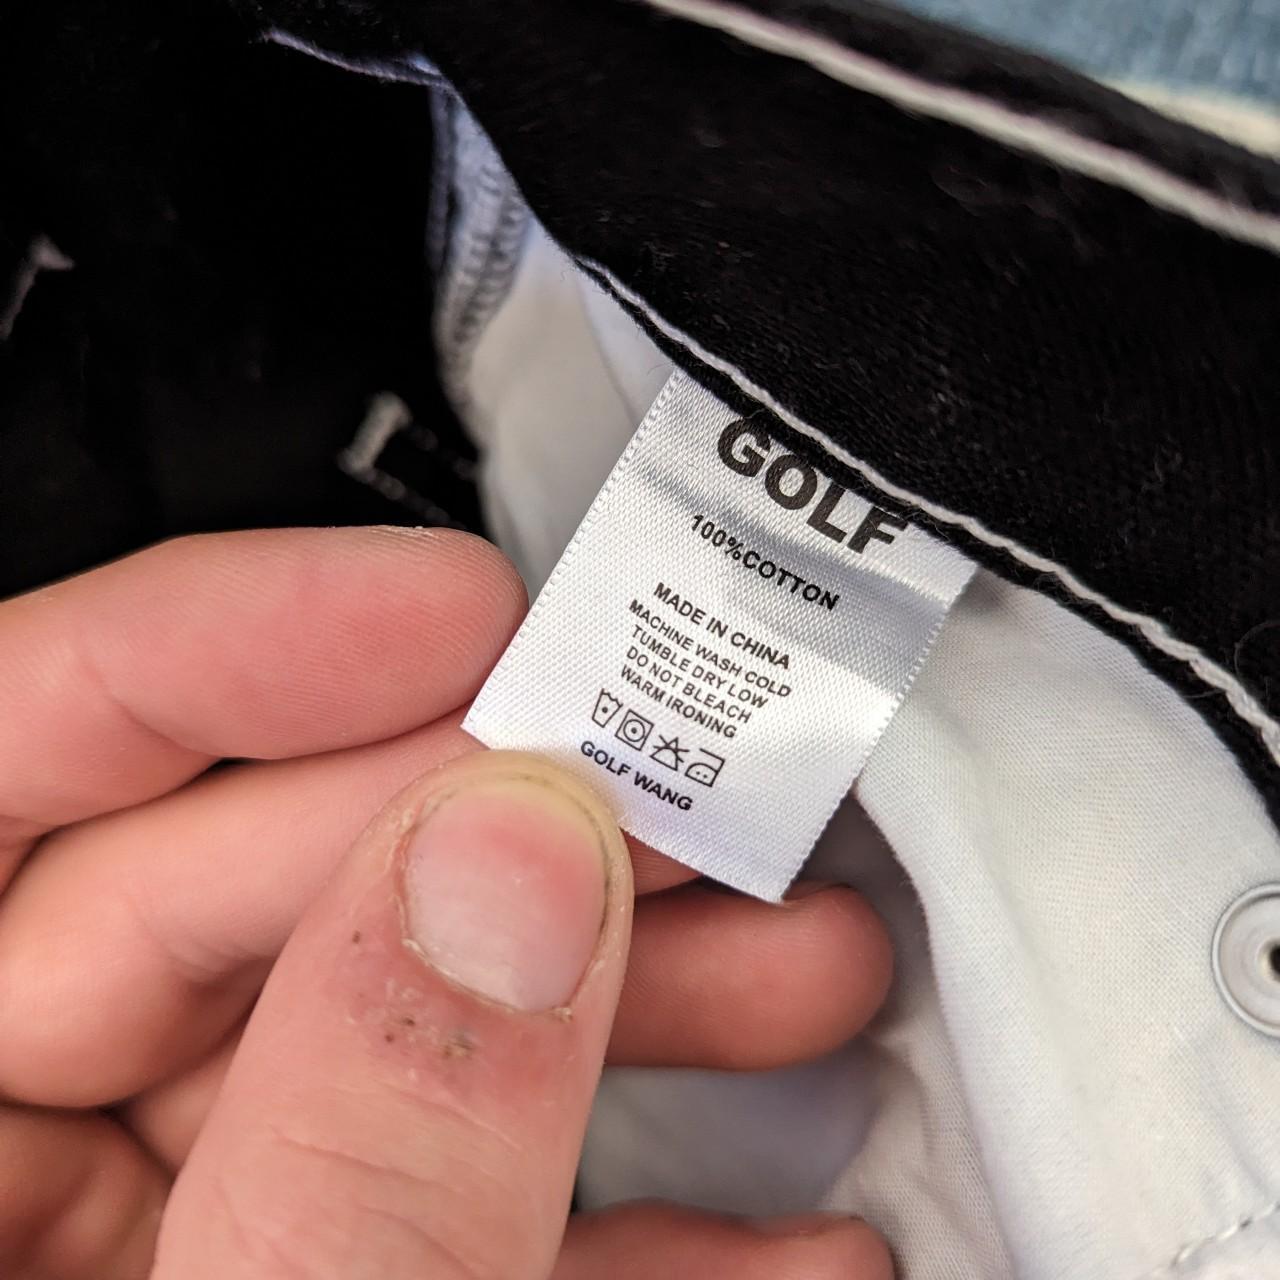 GOLF
100%COTTON
MADE IN CHINA
MACHINE WASH COLD
TUMBLE DRY LOW
DO NOT BLEACH
WARM IRONING
GOLF WANG